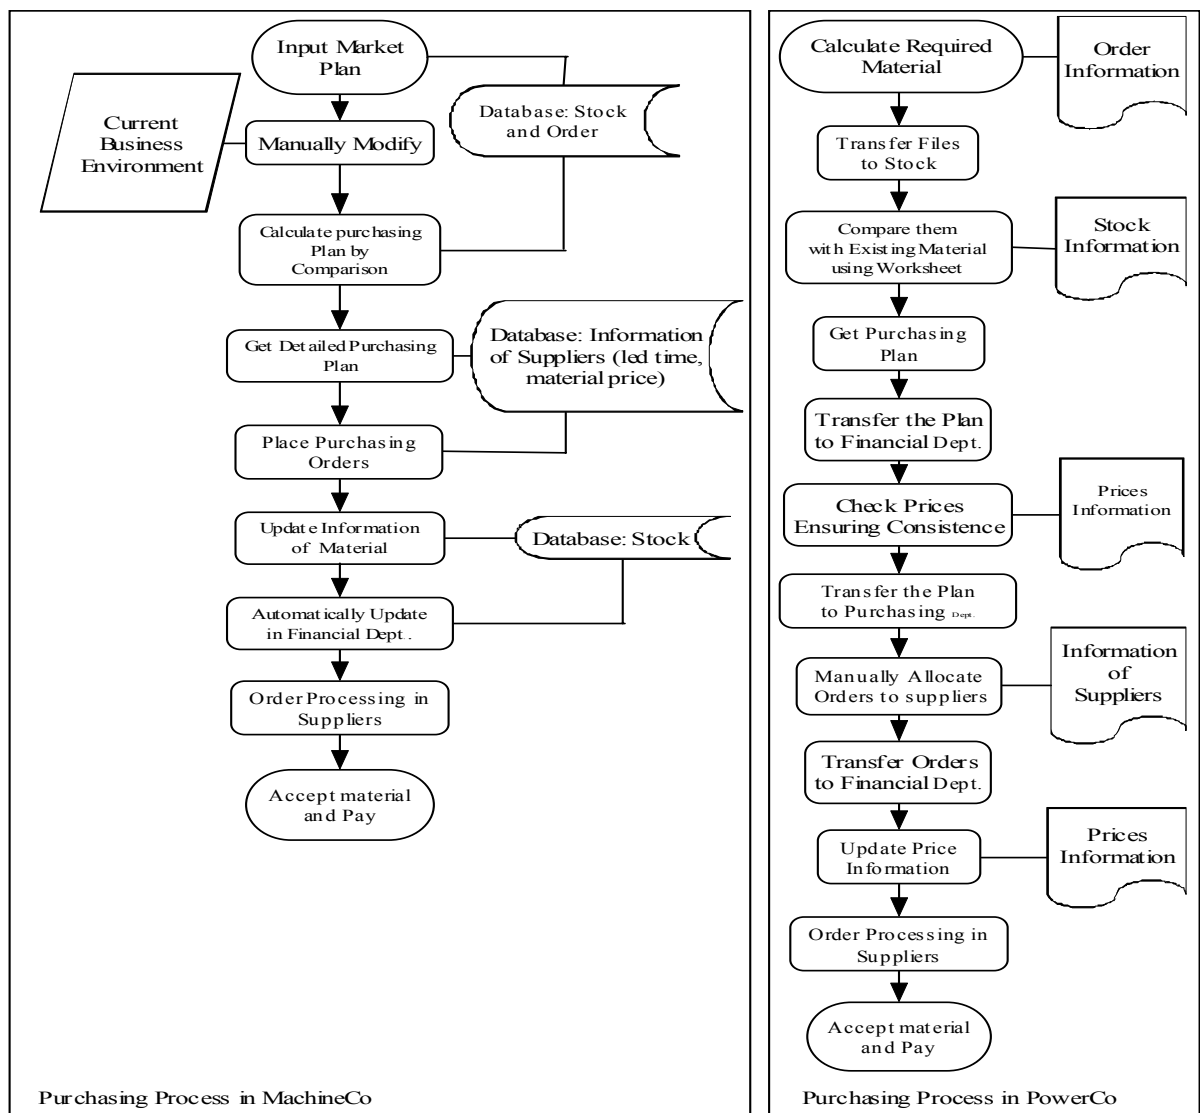 Input Market
Plan
Current
Business
Environment
Database: Stock
and Order
Manually Modify
Calculate purchasing
Plan by
Comparison
Get Detailed Purchasing
Plan
Database: Information
of Suppliers (led time,
material price)
Place Purchasing
Orders
Update Information
of Material
Database: Stock
Automatically Update
in Financial Dept..
Order Processing in
Suppliers
Accept material
and Pay
Purchasing Process in MachineCo
Calculate Required
Material
Order
Information
Transfer Files
to Stock
Compare them
with Existing Material
using Worksheet
Stock
Information
Get Purchasing
Plan
Transfer the Plan
to Financial Dept.
Check Prices
Ensuring Consistence
Prices
Information
Transfer the Plan
to Purchasing Dept.
Manually Allocate
Orders to suppliers
Information
of
Suppliers
Transfer Orders
to Financial Dept.
Update Price
Information
Prices
Information
Order Processing in
Suppliers
Accept material
and Pay
Purchasing Process in PowerCo